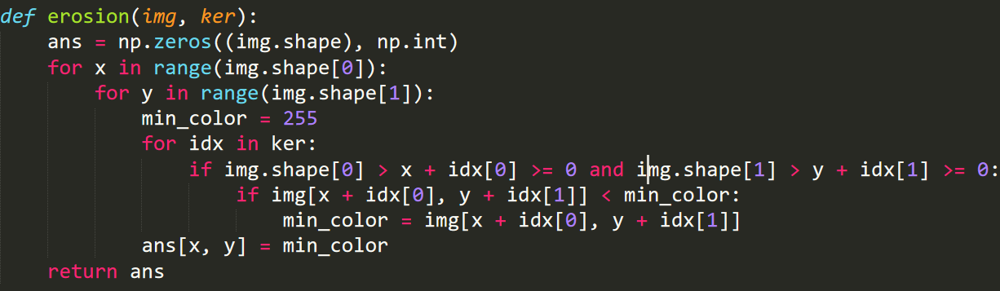 def erosion(img, ker):
    ans = np.zeros((img.shape), np.int)
    for x in range(img.shape[0]):
        for y in range(img.shape[1]):
            min_color = 255
            for idx in ker:
                if img.shape[0] > x + idx[0] >= 0 and img.shape[1] > y + idx[1] >= 0:
                    if img[x + idx[0], y + idx[1]] < min_color:
                        min_color = img[x + idx[0], y + idx[1]]
            ans[x, y] = min_color
    return ans